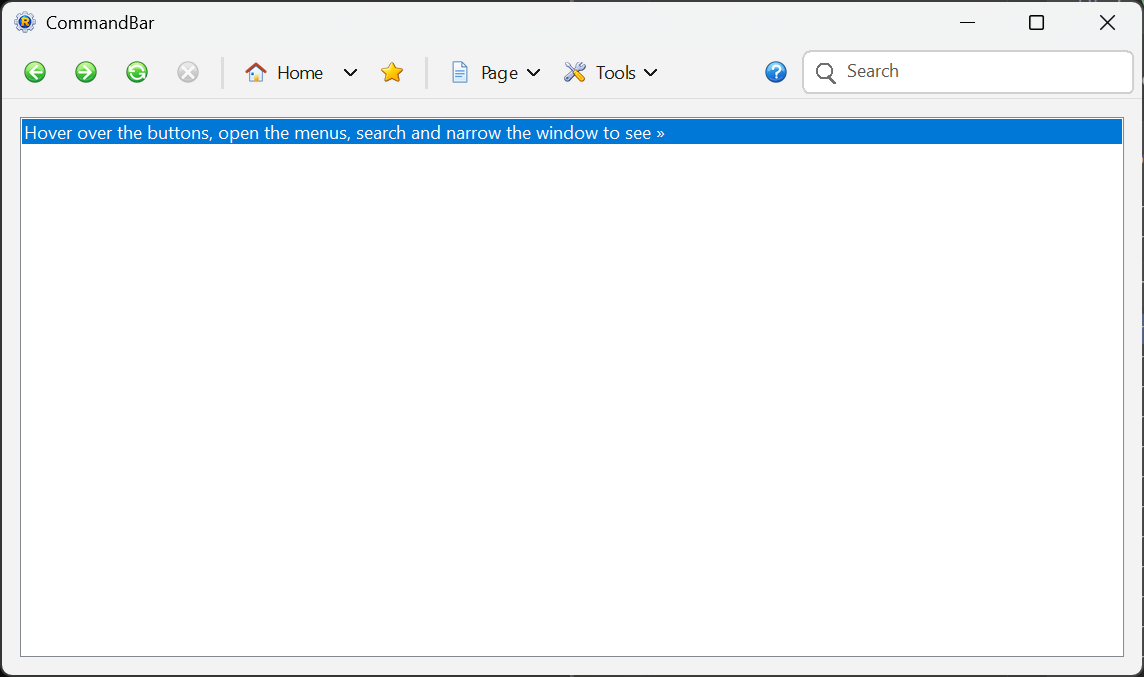 CommandBar
Home Page Tools Search
Hover over the buttons, open the menus, search and narrow the window to see »